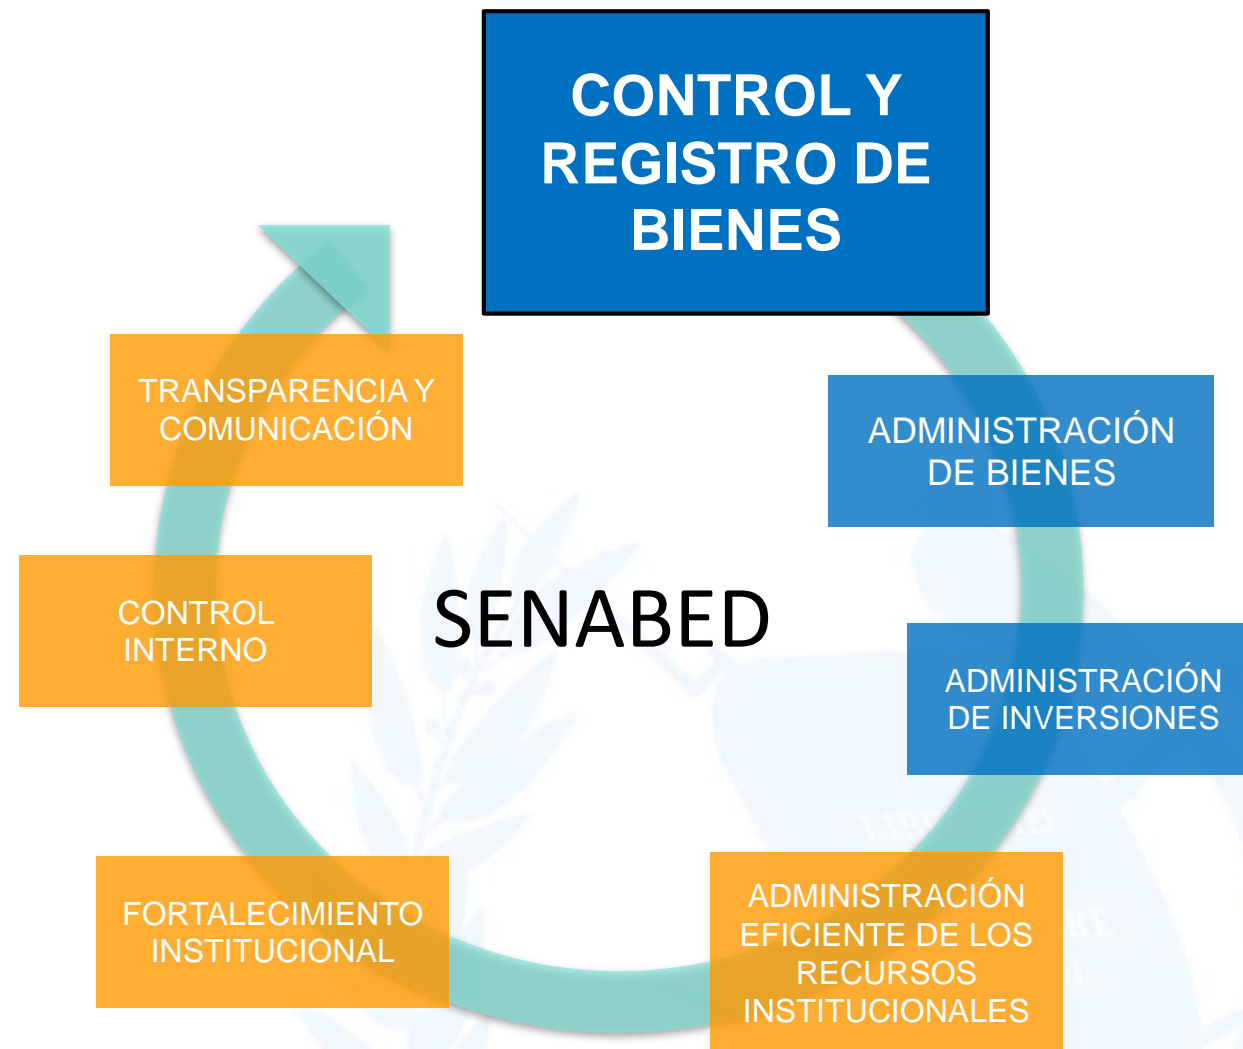 CONTROL Y
REGISTRO DE
BIENES
TRANSPARENCIA Y
COMUNICACIÓN
ADMINISTRACIÓN
DE BIENES
CONTROL
INTERNO
SENABED
ADMINISTRACIÓN
DE INVERSIONES
FORTALECIMIENTO
INSTITUCIONAL
ADMINISTRACIÓN
EFICIENTE DE LOS
RECURSOS
INSTITUCIONALES